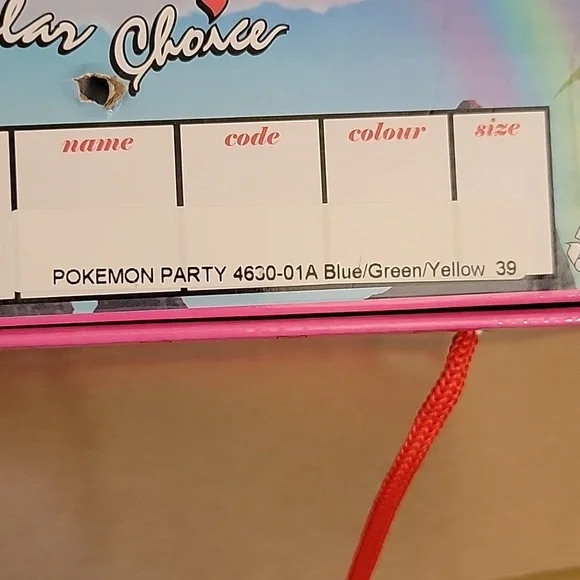 lar Choice
name code colour size
POKEMON PARTY 4630-01A Blue/Green/Yellow 39